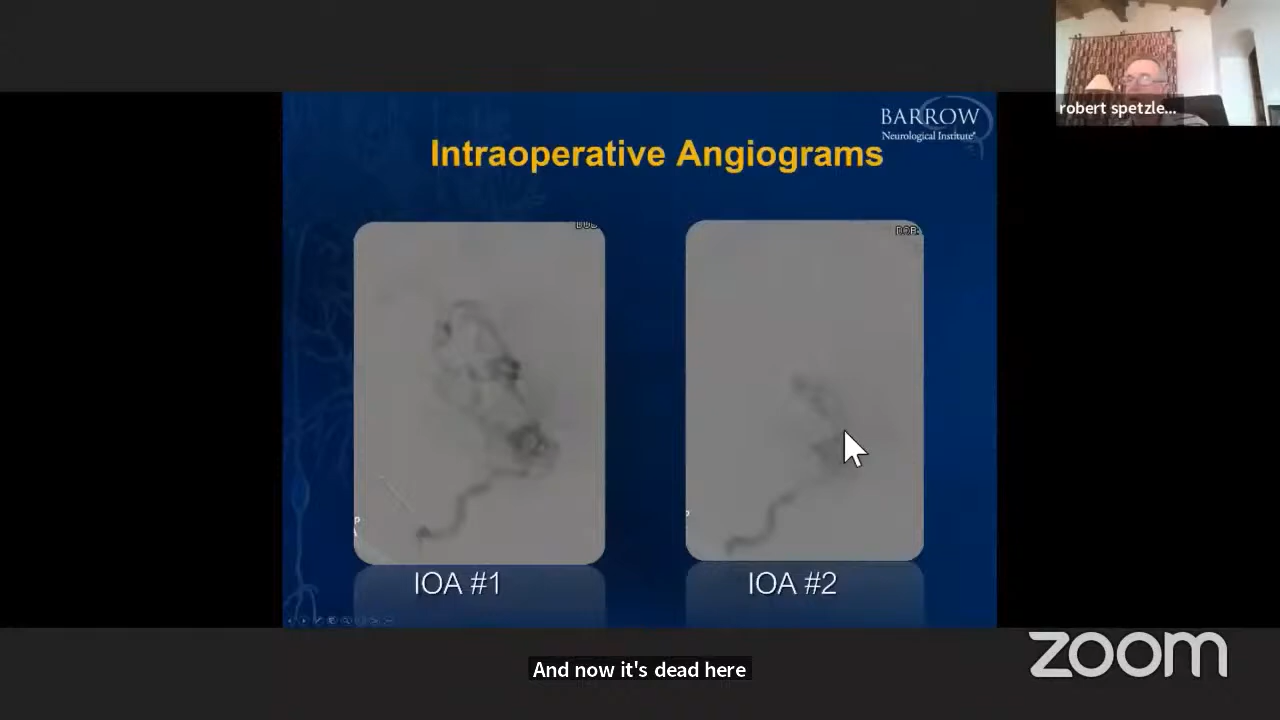 robert spetzle...
BARROW
Neurological Institute®
Intraoperative Angiograms
P
P
IOA #1
IOA #2
zoom
And now it's dead here